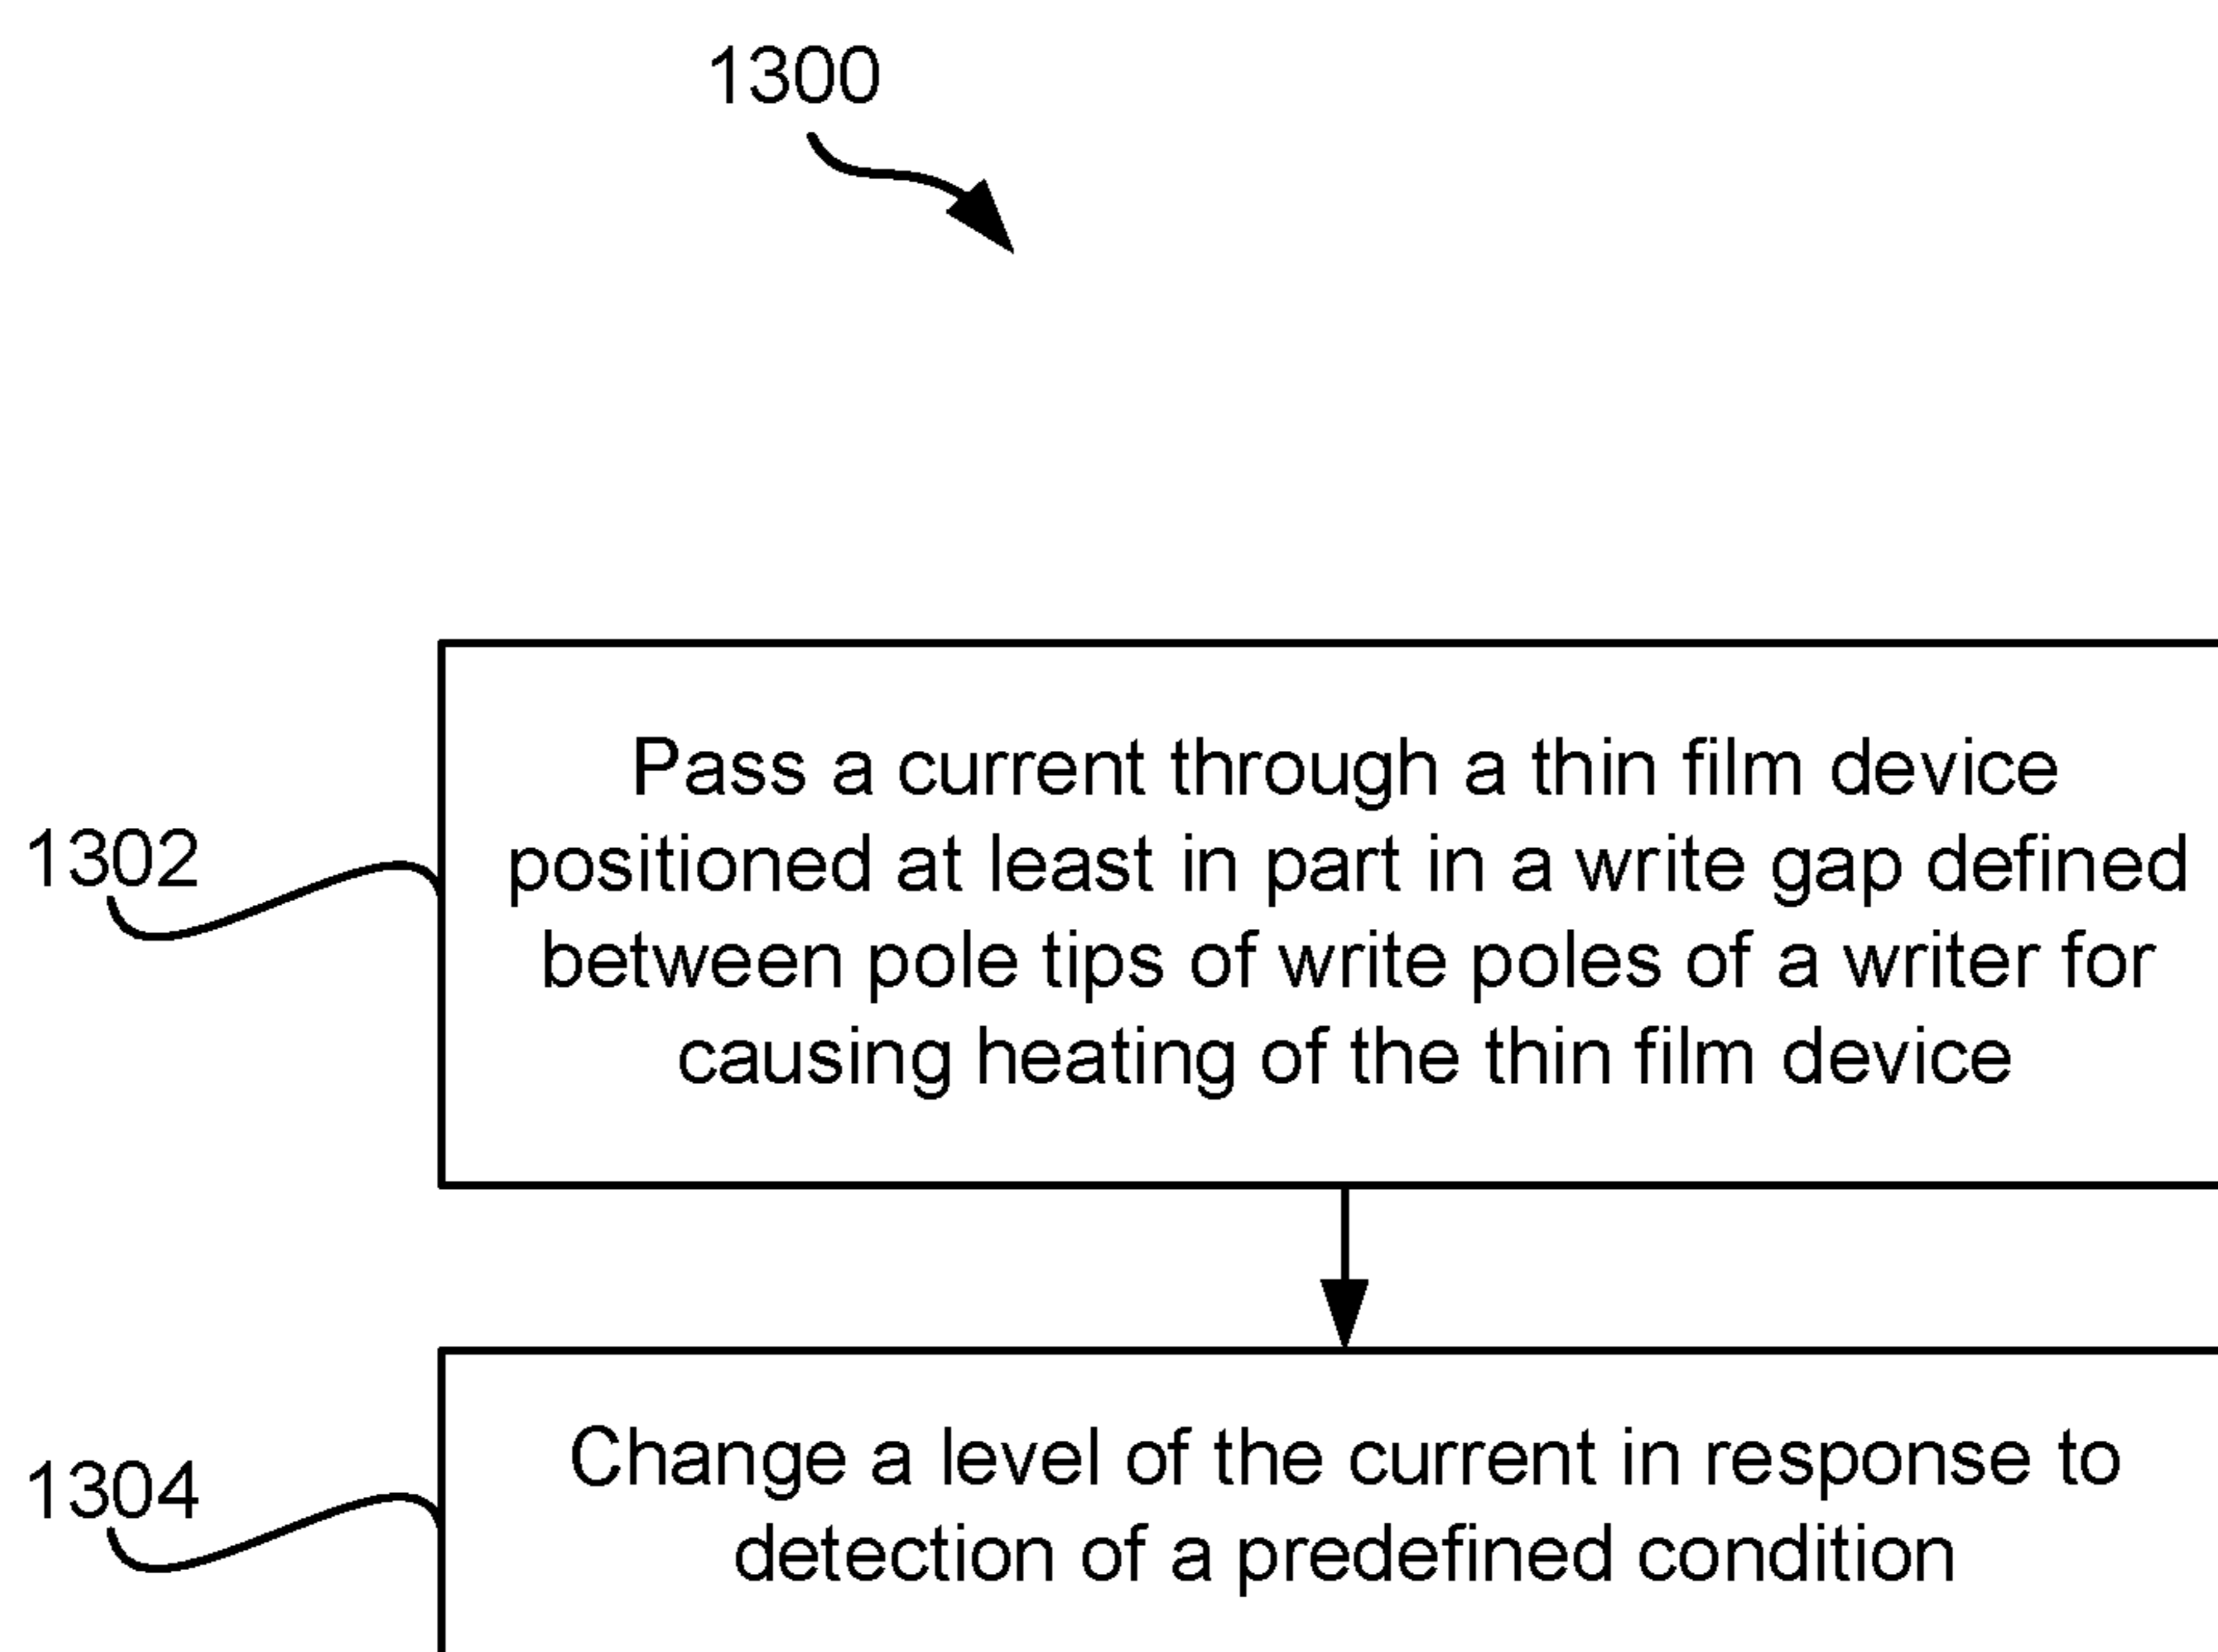 1300
1302
Pass a current through a thin film device
positioned at least in part in a write gap defined
between pole tips of write poles of a writer for
causing heating of the thin film device
1304
Change a level of the current in response to
detection of a predefined condition